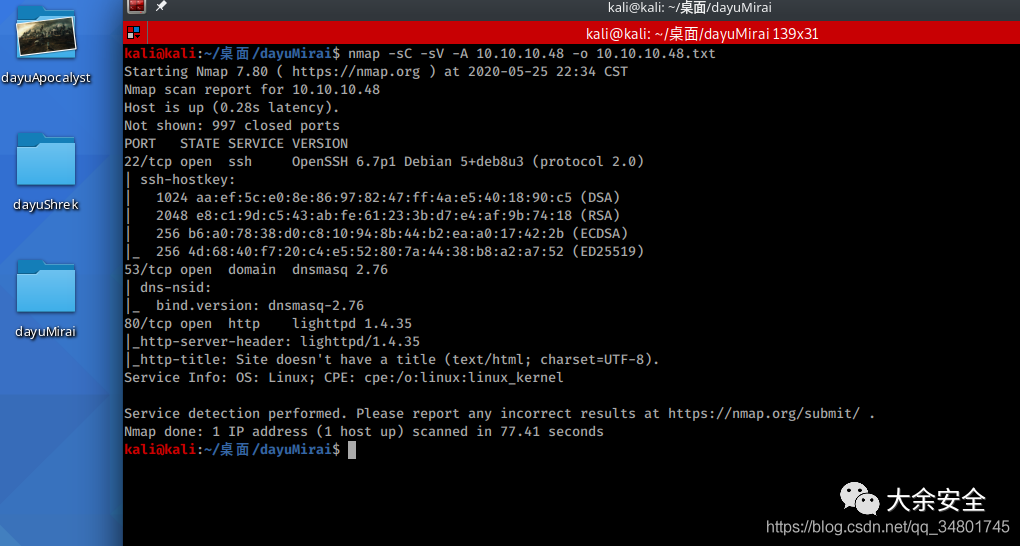 kali@kali: ~/桌面/dayuMirai
kali@kali: ~/桌面/dayuMirai 139x31
dayuApocalyst
dayuShrek
dayuMirai
kali@kali:~/桌面/dayuMirai$ nmap -sC -sV -A 10.10.10.48 -o 10.10.10.48.txt
Starting Nmap 7.80 ( https://nmap.org ) at 2020-05-25 22:34 CST
Nmap scan report for 10.10.10.48
Host is up (0.28s latency).
Not shown: 997 closed ports
PORT   STATE SERVICE VERSION
22/tcp open  ssh     OpenSSH 6.7p1 Debian 5+deb8u3 (protocol 2.0)
| ssh-hostkey:
|   1024 aa:ef:5c:e0:8e:86:97:82:47:ff:4a:e5:40:18:90:c5 (DSA)
|   2048 e8:c1:9d:c5:43:ab:fe:61:23:3b:d7:e4:af:9b:74:18 (RSA)
|   256 b6:a0:78:38:d0:c8:10:94:8b:44:b2:ea:a0:17:42:2b (ECDSA)
|_  256 4d:68:40:f7:20:c4:e5:52:80:7a:44:38:b8:a2:a7:52 (ED25519)
53/tcp open  domain  dnsmasq 2.76
| dns-nsid:
|_  bind.version: dnsmasq-2.76
80/tcp open  http    lighttpd 1.4.35
|_http-server-header: lighttpd/1.4.35
|_http-title: Site doesn't have a title (text/html; charset=UTF-8).
Service Info: OS: Linux; CPE: cpe:/o:linux:linux_kernel
Service detection performed. Please report any incorrect results at https://nmap.org/submit/ .
Nmap done: 1 IP address (1 host up) scanned in 77.41 seconds
kali@kali:~/桌面/dayuMirai$
大余安全
https://blog.csdn.net/qq_34801745